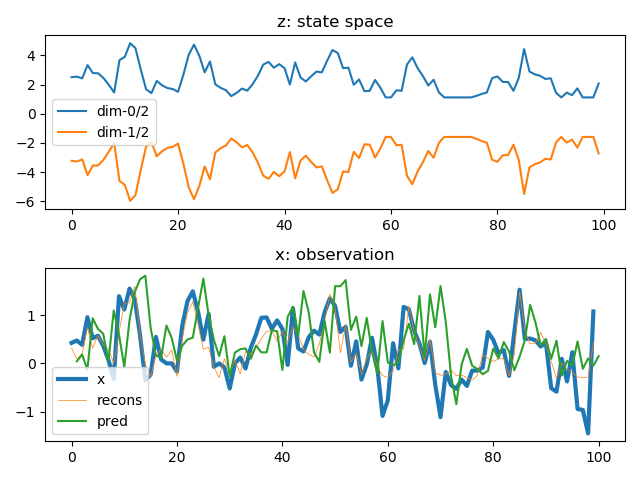 z: state space
4
2
0
−2
−4
−6
dim-0/2
dim-1/2
0 20 40 60 80 100
x: observation
1
0
−1
x
recons
pred
0 20 40 60 80 100